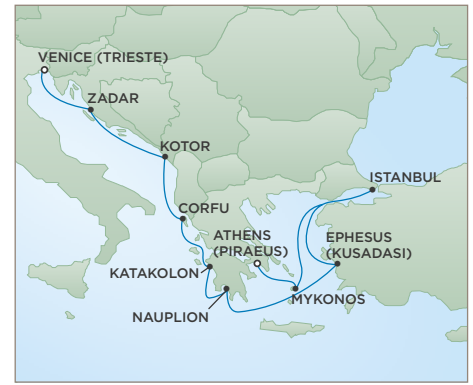 VENICE (TRIESTE)
ZADAR
KOTOR
ISTANBUL
CORFU
ATHENS
(PIRAEUS)
EPHESUS
(KUSADASI)
KATAKOLON
MYKONOS
NAUPLION